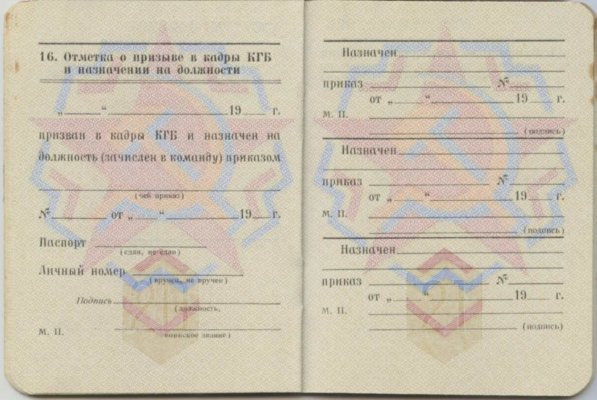 16. Отметка о призыве в кадры КГБ
и назначении на должности
„ “ 19 г.
призван в кадры КГБ и назначен на
должность (зачислен в команду) приказом
(чей приказ)
№ от „ “ 19 г.
Паспорт
(сдан, не сдан)
Личный номер
(вручен, не вручен)
Подпись
(должность,
М. П. воинское звание)
Назначен
приказ №
от „ “ 19 г.
М. П.
(подпись)
Назначен
приказ №
от „ “ 19 г.
М. П.
(подпись)
Назначен
приказ №
от „ “ 19 г.
М. П.
(подпись)